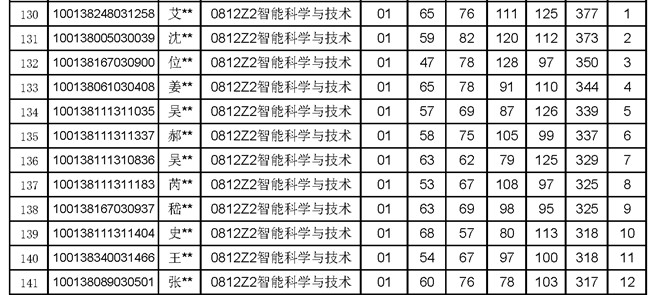 130 100138248031258 艾** 0812Z2智能科学与技术 01 65 76 111 125 377 1
131 100138005030039 沈** 0812Z2智能科学与技术 01 59 82 120 112 373 2
132 100138167030900 位** 0812Z2智能科学与技术 01 47 78 128 97 350 3
133 100138061030408 姜** 0812Z2智能科学与技术 01 65 78 91 110 344 4
134 100138111311035 吴** 0812Z2智能科学与技术 01 57 69 87 126 339 5
135 100138111311337 郝** 0812Z2智能科学与技术 01 58 75 105 99 337 6
136 100138111310836 吴** 0812Z2智能科学与技术 01 63 62 79 125 329 7
137 100138111311183 芮** 0812Z2智能科学与技术 01 53 67 108 97 325 8
138 100138167030937 嵇** 0812Z2智能科学与技术 01 63 69 98 95 325 9
139 100138111311404 史** 0812Z2智能科学与技术 01 68 57 80 113 318 10
140 100138340031466 王** 0812Z2智能科学与技术 01 54 67 97 100 318 11
141 100138089030501 张** 0812Z2智能科学与技术 01 60 76 78 103 317 12